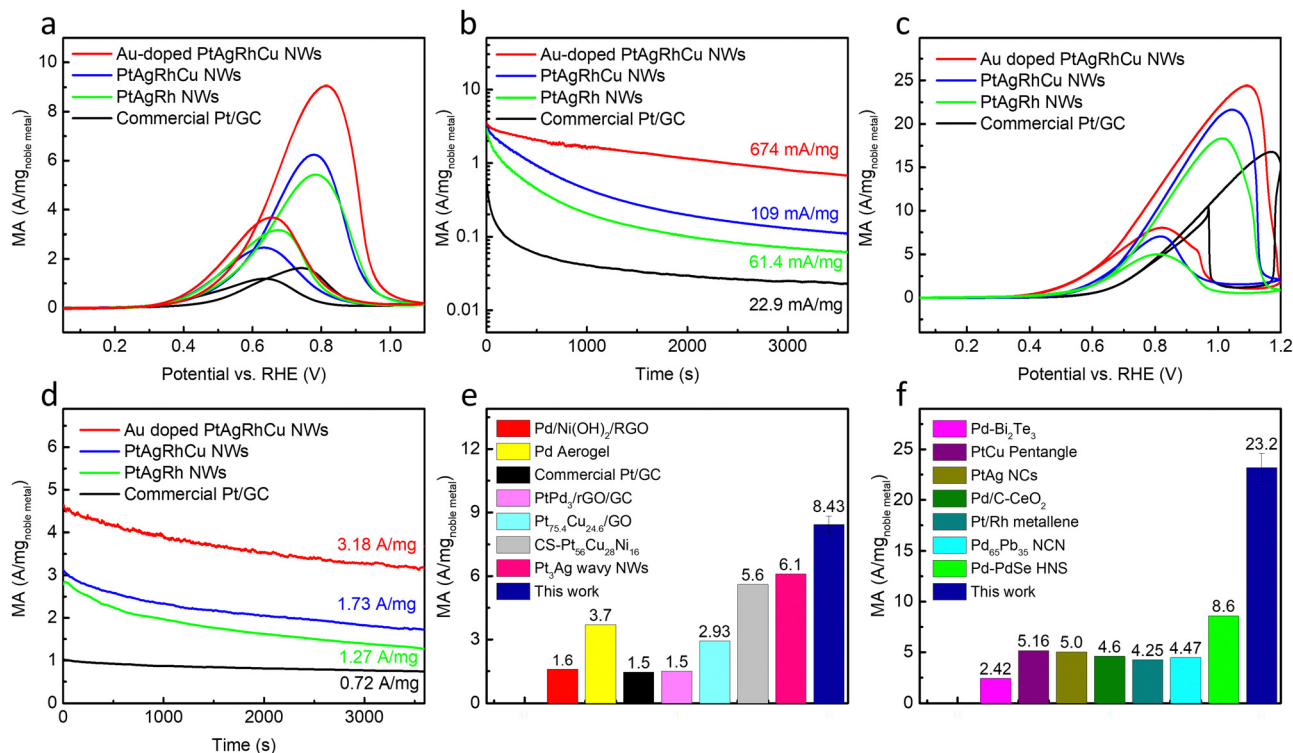 a
Au-doped PtAgRhCu NWs
PtAgRhCu NWs
PtAgRh NWs
Commercial Pt/GC
10
8
6
4
2
0
MA (A/mg noble metal)
0.2 0.4 0.6 0.8 1.0
Potential vs. RHE (V)
b
Au-doped PtAgRhCu NWs
PtAgRhCu NWs
PtAgRh NWs
Commercial Pt/GC
10
1
0.1
0.01
MA (A/mg noble metal)
674 mA/mg
109 mA/mg
61.4 mA/mg
22.9 mA/mg
0 1000 2000 3000
Time (s)
c
Au doped PtAgRhCu NWs
PtAgRhCu NWs
PtAgRh NWs
Commercial Pt/GC
25
20
15
10
5
0
MA (A/mg noble metal)
0.2 0.4 0.6 0.8 1.0 1.2
Potential vs. RHE (V)
d
Au doped PtAgRhCu NWs
PtAgRhCu NWs
PtAgRh NWs
Commercial Pt/GC
6
5
4
3
2
1
0
MA (A/mg noble metal)
3.18 A/mg
1.73 A/mg
1.27 A/mg
0.72 A/mg
0 1000 2000 3000
Time (s)
e
Pd/Ni(OH)2/RGO
Pd Aerogel
Commercial Pt/GC
PtPd3/rGO/GC
Pt75.4Cu24.6/GO
CS-Pt56Cu28Ni16
Pt3Ag wavy NWs
This work
12
9
6
3
0
MA (A/mg noble metal)
1.6
3.7
1.5
1.5
2.93
5.6
6.1
8.43
f
Pd-Bi2Te3
PtCu Pentangle
PtAg NCs
Pd/C-CeO2
Pt/Rh metallene
Pd65Pb35 NCN
Pd-PdSe HNS
This work
25
20
15
10
5
0
MA (A/mg noble metal)
2.42
5.16
5.0
4.6
4.25
4.47
8.6
23.2